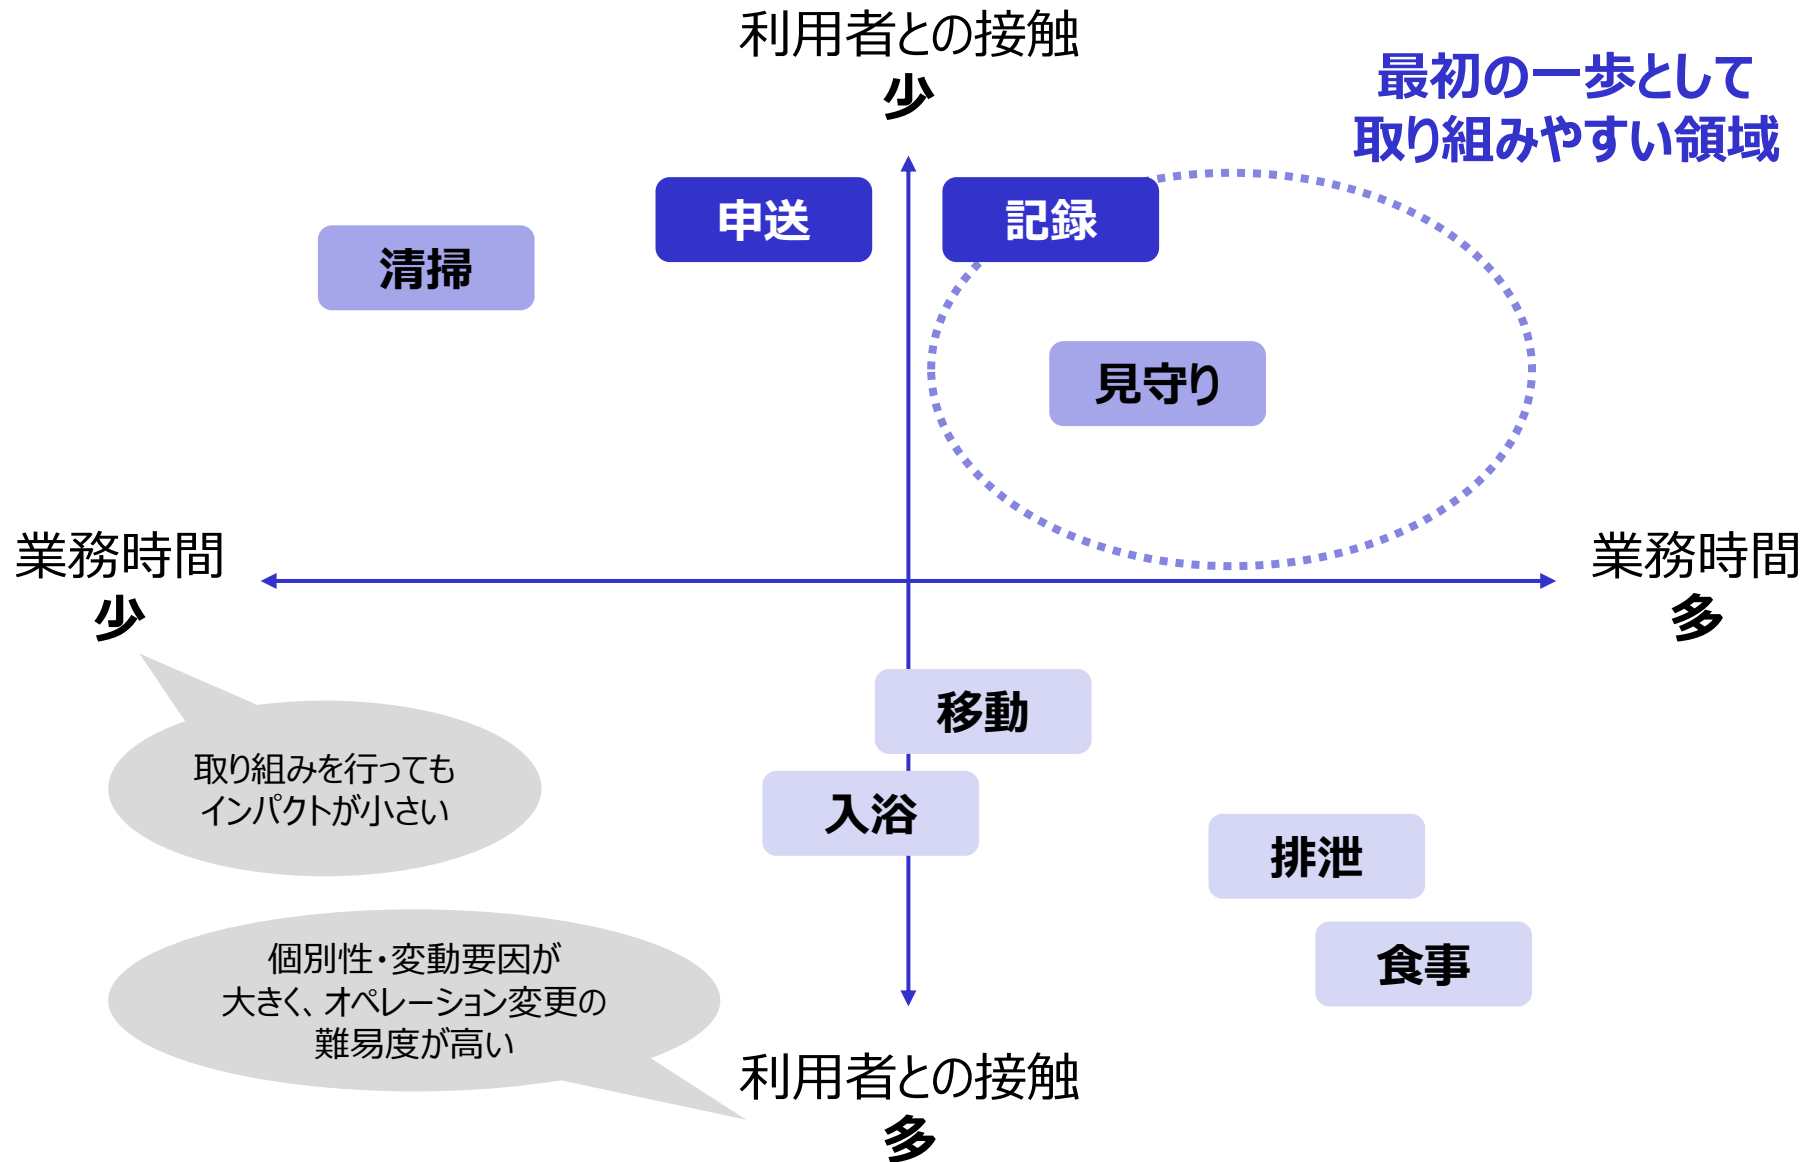 利用者との接触
少
最初の一歩として
取り組みやすい領域
申送
記録
清掃
見守り
業務時間
少
業務時間
多
移動
入浴
取り組みを行っても
インパクトが小さい
排泄
食事
個別性・変動要因が
大きく、オペレーション変更の
難易度が高い
利用者との接触
多